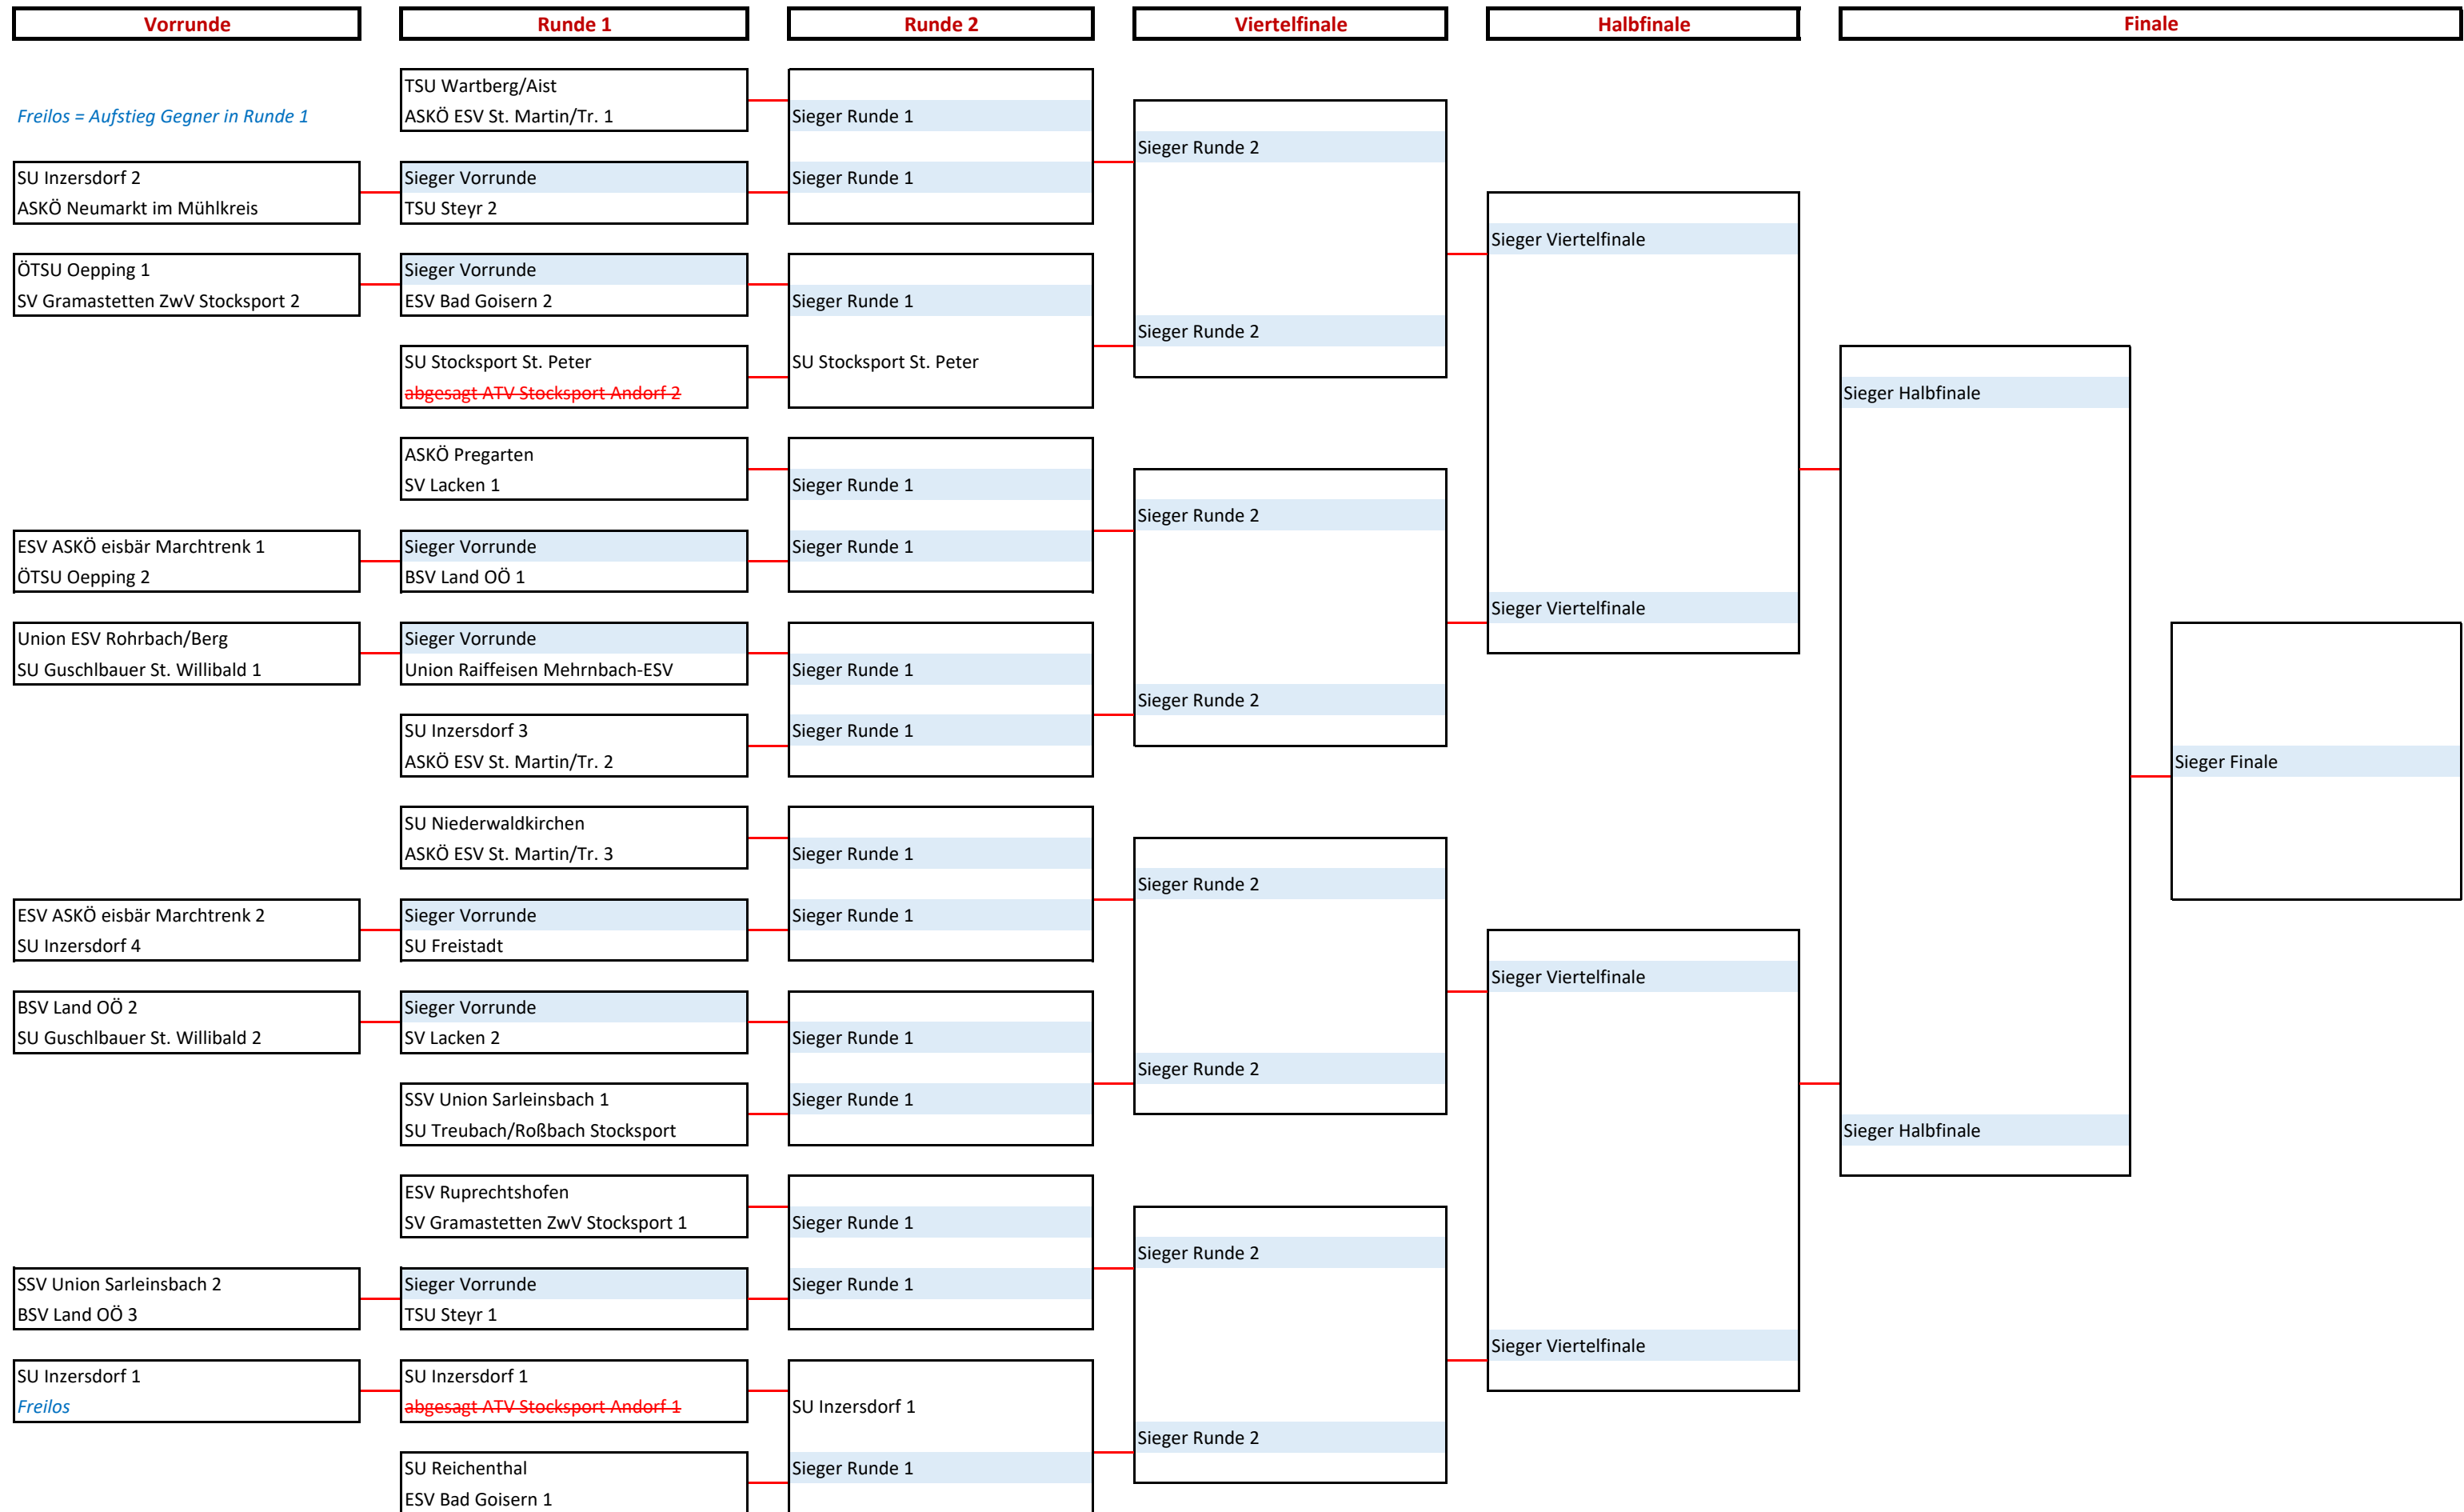 Vorrunde
Runde 1
Runde 2
Viertelfinale
Halbfinale
Finale
Freilos = Aufstieg Gegner in Runde 1
SU Inzersdorf 2
ASKÖ Neumarkt im Mühlkreis
ÖTSU Oepping 1
SV Gramastetten ZwV Stocksport 2
ESV ASKÖ eisbär Marchtrenk 1
ÖTSU Oepping 2
Union ESV Rohrbach/Berg
SU Guschlbauer St. Willibald 1
ESV ASKÖ eisbär Marchtrenk 2
SU Inzersdorf 4
BSV Land OÖ 2
SU Guschlbauer St. Willibald 2
SSV Union Sarleinsbach 2
BSV Land OÖ 3
SU Inzersdorf 1
Freilos
TSU Wartberg/Aist
ASKÖ ESV St. Martin/Tr. 1
Sieger Vorrunde
TSU Steyr 2
Sieger Vorrunde
ESV Bad Goisern 2
SU Stocksport St. Peter
abgesagt ATV Stocksport Andorf 2
ASKÖ Pregarten
SV Lacken 1
Sieger Vorrunde
BSV Land OÖ 1
Sieger Vorrunde
Union Raiffeisen Mehrnbach-ESV
SU Inzersdorf 3
ASKÖ ESV St. Martin/Tr. 2
SU Niederwaldkirchen
ASKÖ ESV St. Martin/Tr. 3
Sieger Vorrunde
SU Freistadt
Sieger Vorrunde
SV Lacken 2
SSV Union Sarleinsbach 1
SU Treubach/Roßbach Stocksport
ESV Ruprechtshofen
SV Gramastetten ZwV Stocksport 1
Sieger Vorrunde
TSU Steyr 1
SU Inzersdorf 1
abgesagt ATV Stocksport Andorf 1
SU Reichenthal
ESV Bad Goisern 1
Sieger Runde 1
Sieger Runde 1
Sieger Runde 1
SU Stocksport St. Peter
Sieger Runde 1
Sieger Runde 1
Sieger Runde 1
Sieger Runde 1
Sieger Runde 1
Sieger Runde 1
Sieger Runde 1
Sieger Runde 1
Sieger Runde 1
Sieger Runde 1
SU Inzersdorf 1
Sieger Runde 1
Sieger Runde 2
Sieger Runde 2
Sieger Runde 2
Sieger Runde 2
Sieger Runde 2
Sieger Runde 2
Sieger Runde 2
Sieger Runde 2
Sieger Viertelfinale
Sieger Viertelfinale
Sieger Viertelfinale
Sieger Viertelfinale
Sieger Halbfinale
Sieger Halbfinale
Sieger Finale